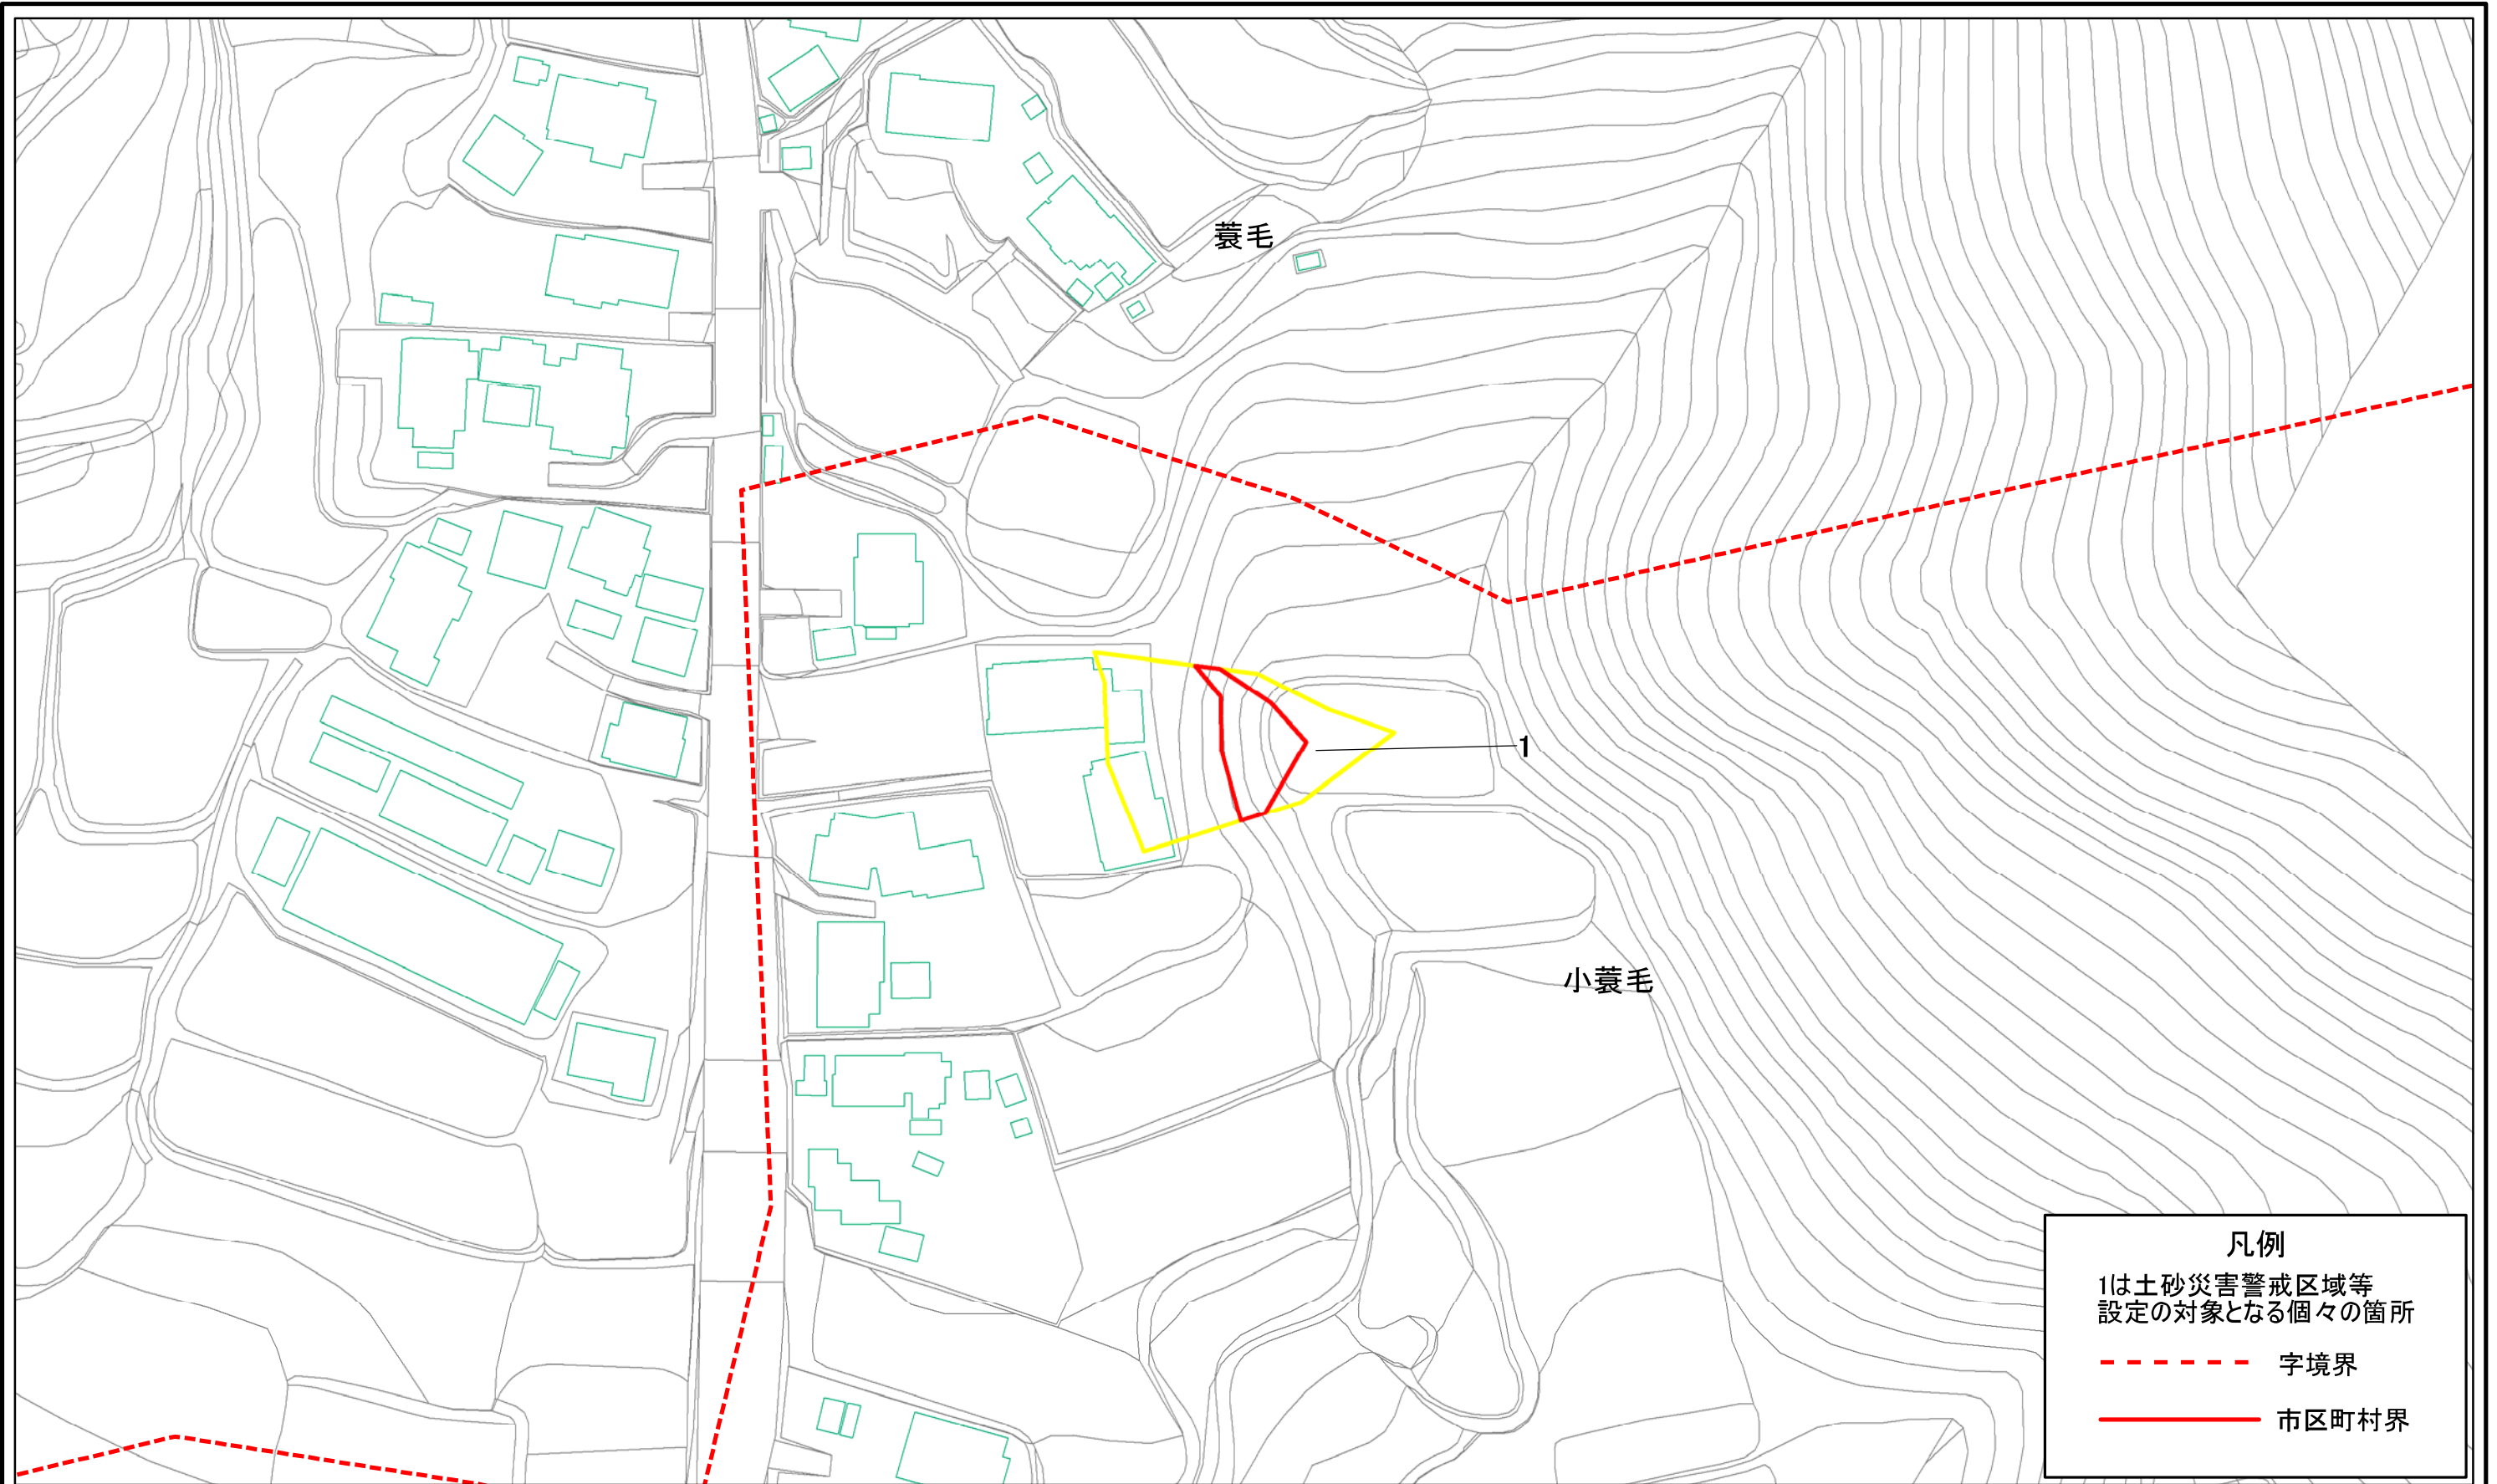 蓑毛
1
小蓑毛
凡例
1は土砂災害警戒区域等
設定の対象となる個々の箇所
字境界
市区町村界